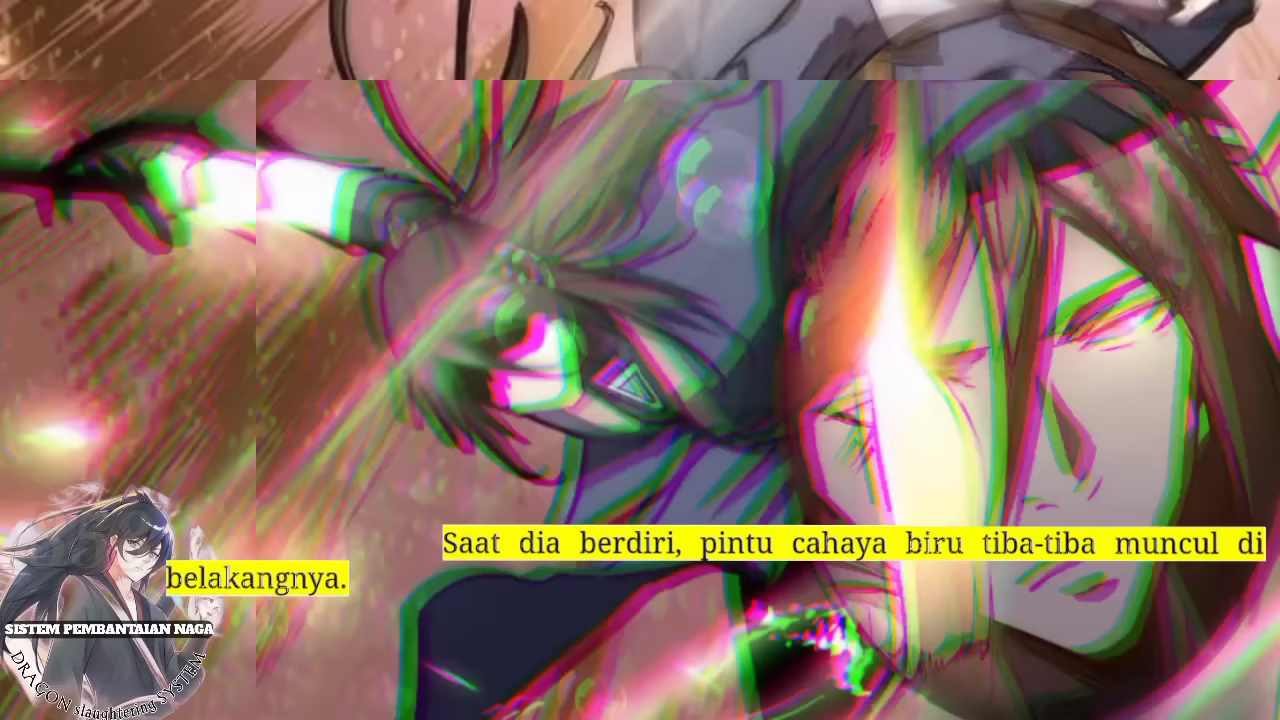 Saat dia berdiri, pintu cahaya biru tiba-tiba muncul di
belakangnya.
SISTEM PEMBANTAIAN NAGA
DRAGON slaughtering SYSTEM